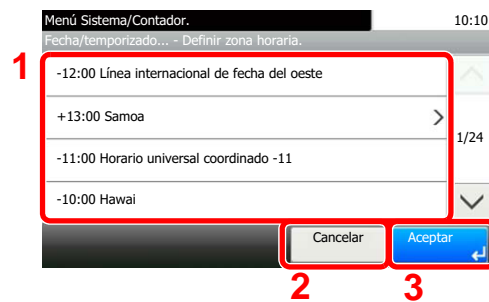 Menú Sistema/Contador. 10:10
Fecha/temporizado... - Definir zona horaria.
1
-12:00 Línea internacional de fecha del oeste
+13:00 Samoa
1/24
-11:00 Horario universal coordinado -11
-10:00 Hawai
Cancelar Aceptar
2 3